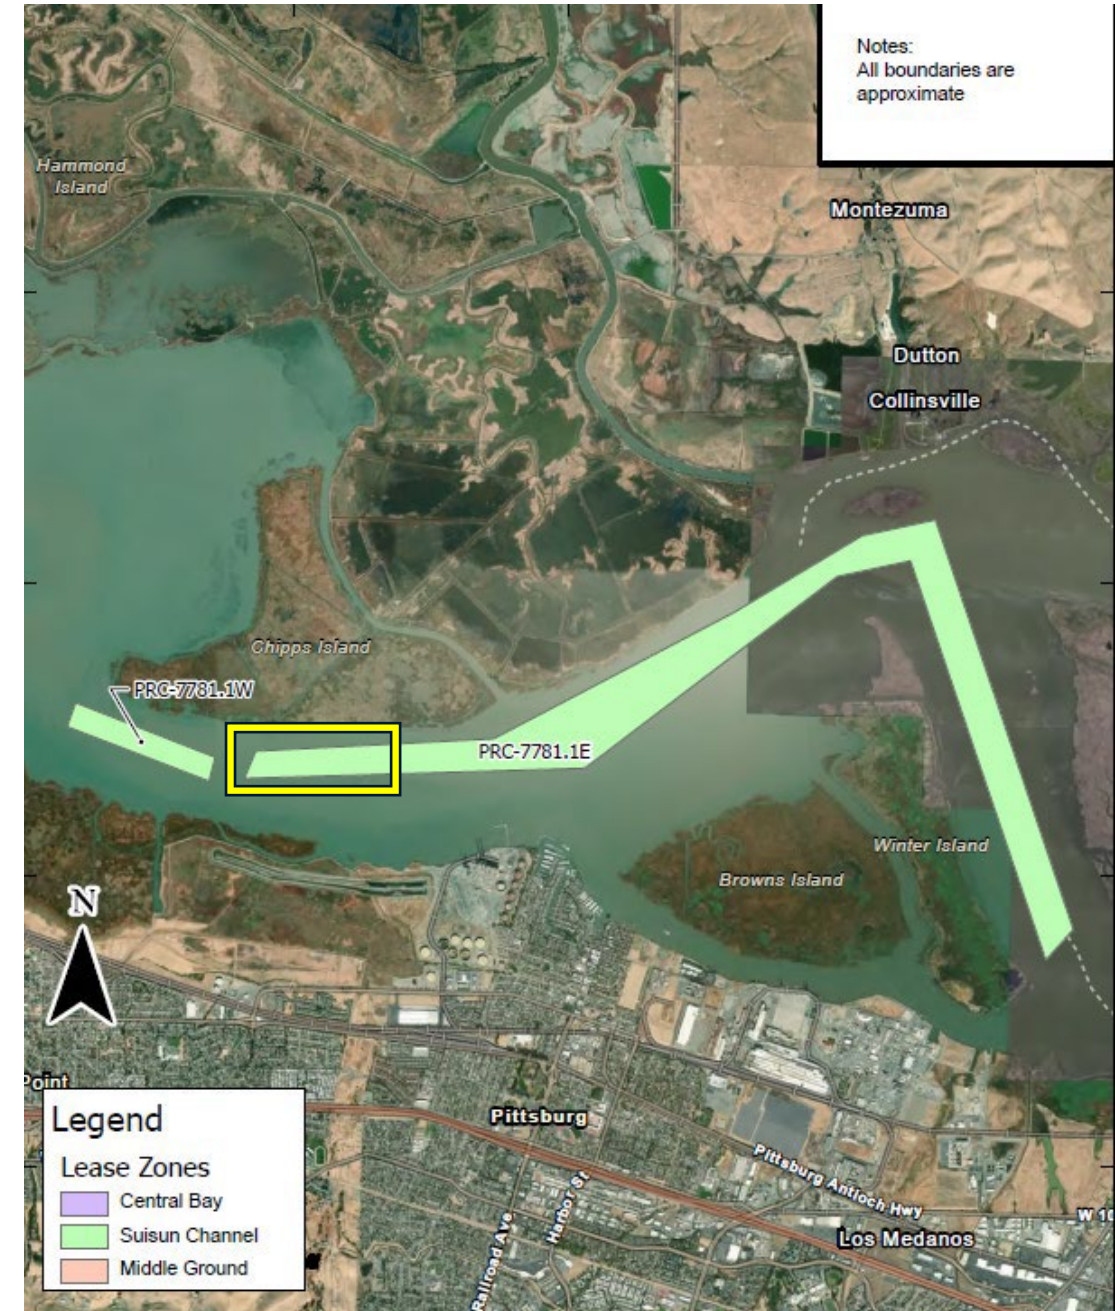 Notes:
All boundaries are
approximate
Hammond
Island
Montezuma
Dutton
Collinsville
Chipps Island
PRC-7781.1W
PRC-7781.1E
Winter Island
Browns Island
N
Point
Pittsburg
Pittsburg Antioch Hwy
Harbor St
Railroad Ave
W 10
Los Medanos
Legend
Lease Zones
Central Bay
Suisun Channel
Middle Ground